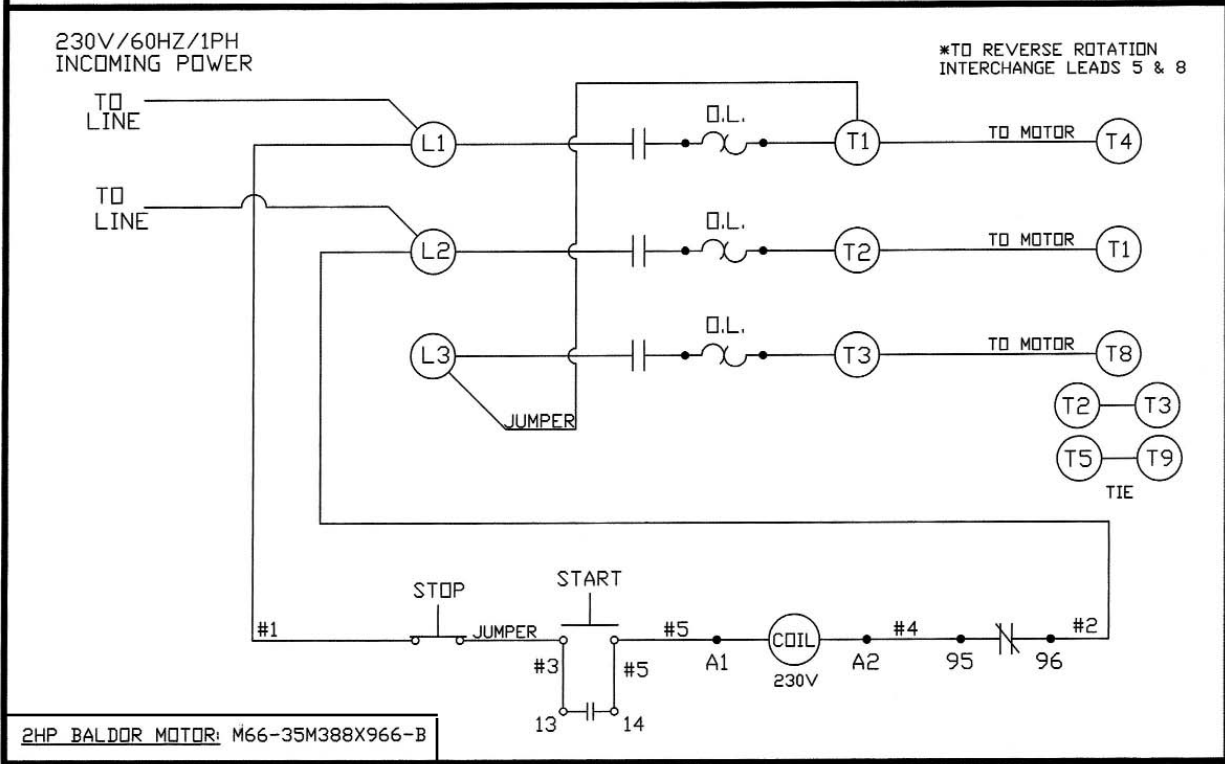 230V/60HZ/1PH
INCOMING POWER
*TO REVERSE ROTATION
INTERCHANGE LEADS 5 & 8
TO
LINE
L1
O.L.
T1
TO MOTOR
T4
TO
LINE
L2
O.L.
T2
TO MOTOR
T1
L3
O.L.
T3
TO MOTOR
T8
JUMPER
T2
T3
T5
T9
TIE
STOP
START
#1
JUMPER
#3
#5
#5
A1
COIL
230V
A2
#4
95
96
#2
13
14
2HP BALDOR MOTOR: M66-35M388X966-B